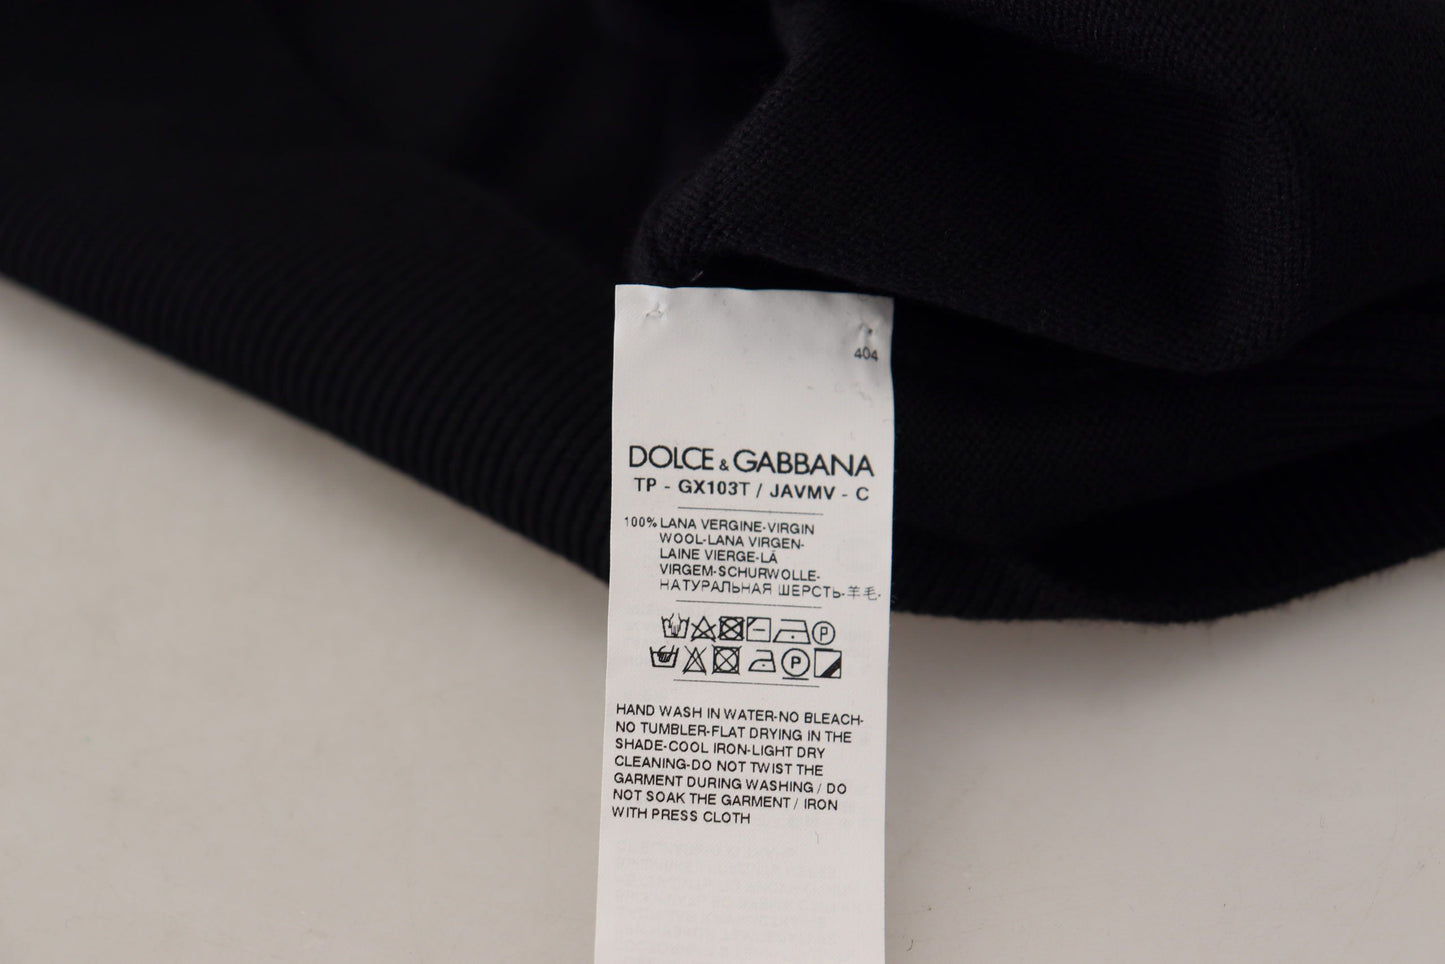 404
DOLCE & GABBANA
TP - GX103T / JAVMV - C
100% LANA VERGINE-VIRGIN
WOOL-LANA VIRGEN-
LAINE VIERGE-LÁ
VIRGEM-SCHURWOLLE-
НАТУРАЛЬНАЯ ШЕРСТЬ-羊毛-
P
P
HAND WASH IN WATER-NO BLEACH-
NO TUMBLER-FLAT DRYING IN THE
SHADE-COOL IRON-LIGHT DRY
CLEANING-DO NOT TWIST THE
GARMENT DURING WASHING / DO
NOT SOAK THE GARMENT / IRON
WITH PRESS CLOTH